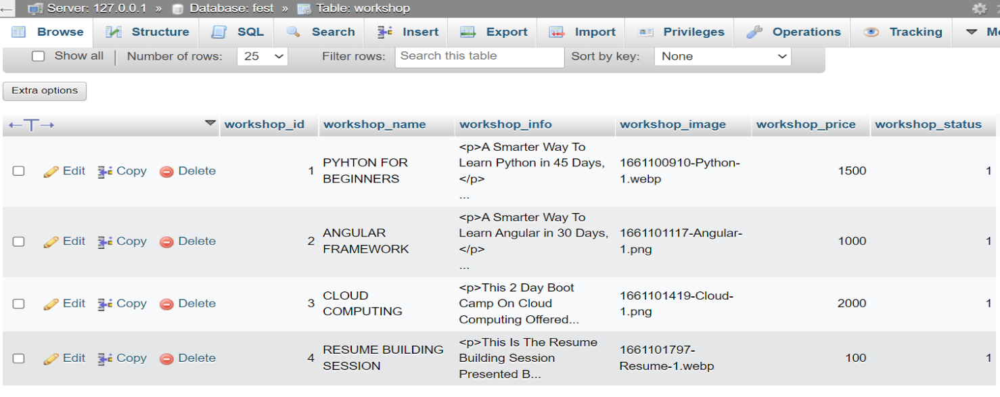 Server: 127.0.0.1 » Database: fest » Table: workshop
Browse Structure SQL Search Insert Export Import Privileges Operations Tracking
Show all Number of rows: 25 Filter rows: Search this table Sort by key: None
Extra options
←T→ workshop_id workshop_name workshop_info workshop_image workshop_price workshop_status
<p>A Smarter Way To
PYHTON FOR Learn Python in 45 Days, 1661100910-Python-
Edit Copy Delete 1 1500 1
BEGINNERS </p> 1.webp
...
<p>A Smarter Way To
ANGULAR Learn Angular in 30 Days, 1661101117-Angular-
Edit Copy Delete 2 1000 1
FRAMEWORK </p> 1.png
...
<p>This 2 Day Boot
CLOUD Camp On Cloud 1661101419-Cloud-
Edit Copy Delete 3 2000 1
COMPUTING Computing Offered... 1.png
<p>This Is The Resume
RESUME BUILDING Building Session 1661101797-
Edit Copy Delete 4 100 1
SESSION Presented B... Resume-1.webp